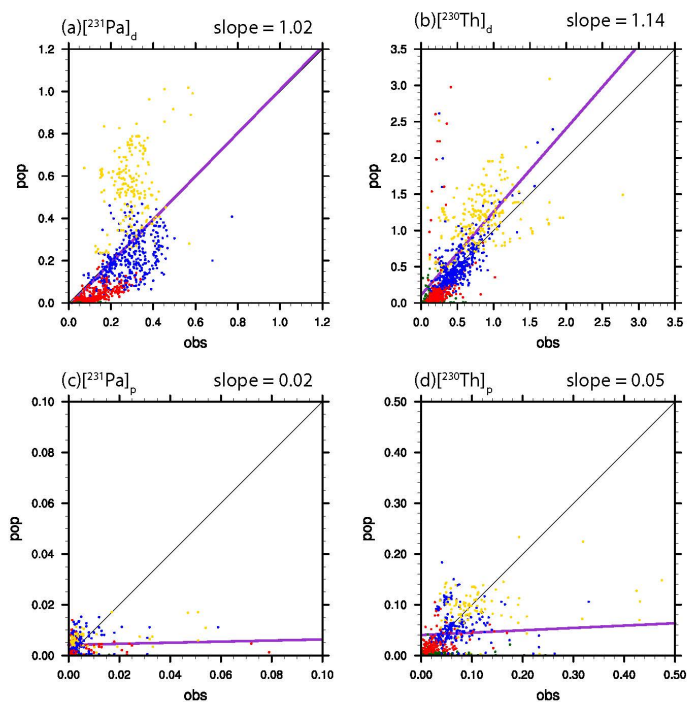 (a)[²³¹Pa]d slope = 1.02
1.2
1.0
0.8
0.6
0.4
0.2
0.0
pop
0.0 0.2 0.4 0.6 0.8 1.0 1.2
obs
(b)[²³⁰Th]d slope = 1.14
3.5
3.0
2.5
2.0
1.5
1.0
0.5
0.0
pop
0.0 0.5 1.0 1.5 2.0 2.5 3.0 3.5
obs
(c)[²³¹Pa]p slope = 0.02
0.10
0.08
0.06
0.04
0.02
0.00
pop
0.00 0.02 0.04 0.06 0.08 0.10
obs
(d)[²³⁰Th]p slope = 0.05
0.50
0.40
0.30
0.20
0.10
0.00
pop
0.00 0.10 0.20 0.30 0.40 0.50
obs